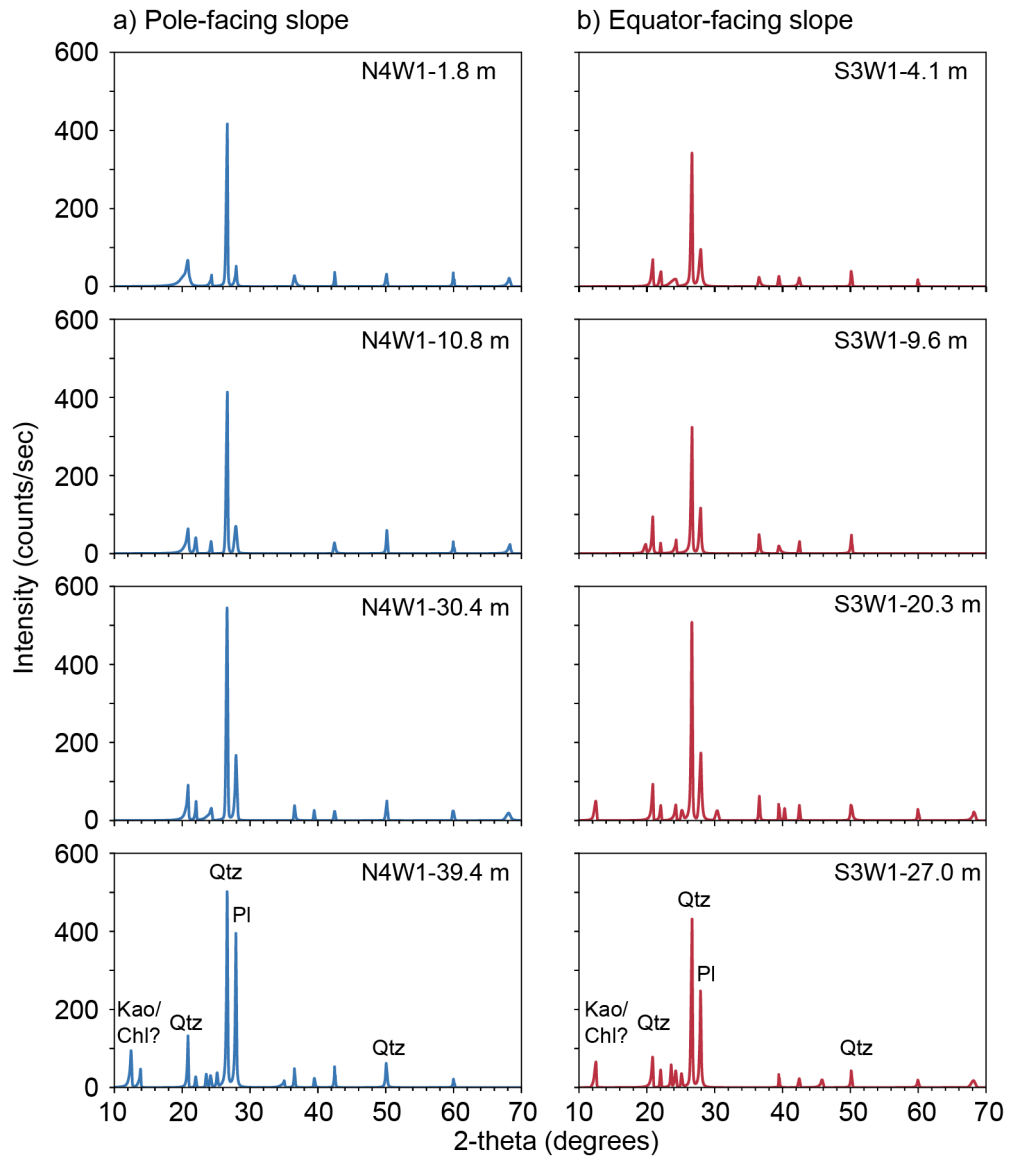 a) Pole-facing slope
b) Equator-facing slope
600
N4W1-1.8 m
S3W1-4.1 m
400
200
0
600
N4W1-10.8 m
S3W1-9.6 m
400
200
0
Intensity (counts/sec)
600
N4W1-30.4 m
S3W1-20.3 m
400
200
0
600
N4W1-39.4 m
S3W1-27.0 m
Qtz
Qtz
400
Pl
Pl
200
Kao/
Chl?
Qtz
Qtz
Kao/
Chl?
Qtz
Qtz
0
10 20 30 40 50 60 70
10 20 30 40 50 60 70
2-theta (degrees)